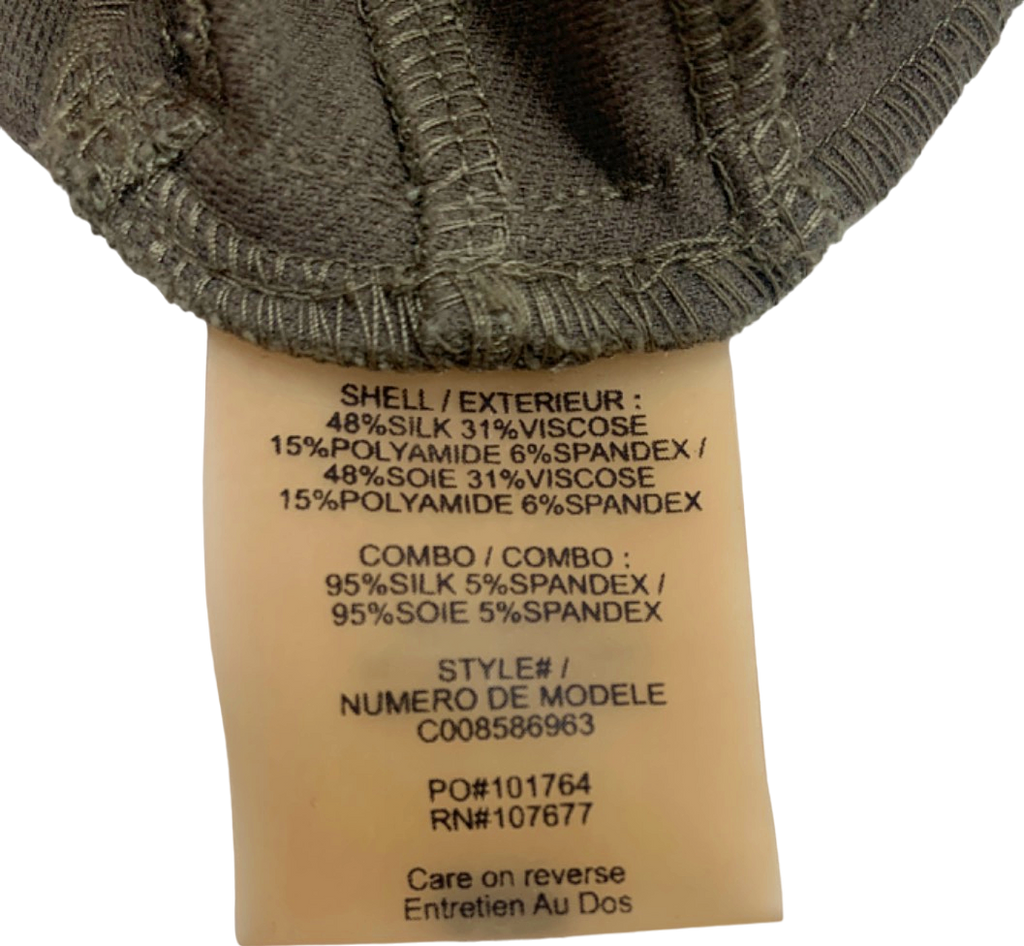 SHELL / EXTERIEUR :
48%SILK 31%VISCOSE
15%POLYAMIDE 6%SPANDEX /
48%SOIE 31%VISCOSE
15%POLYAMIDE 6%SPANDEX
COMBO / COMBO :
95%SILK 5%SPANDEX /
95%SOIE 5%SPANDEX
STYLE# /
NUMERO DE MODELE
C008586963
PO#101764
RN#107677
Care on reverse
Entretien Au Dos